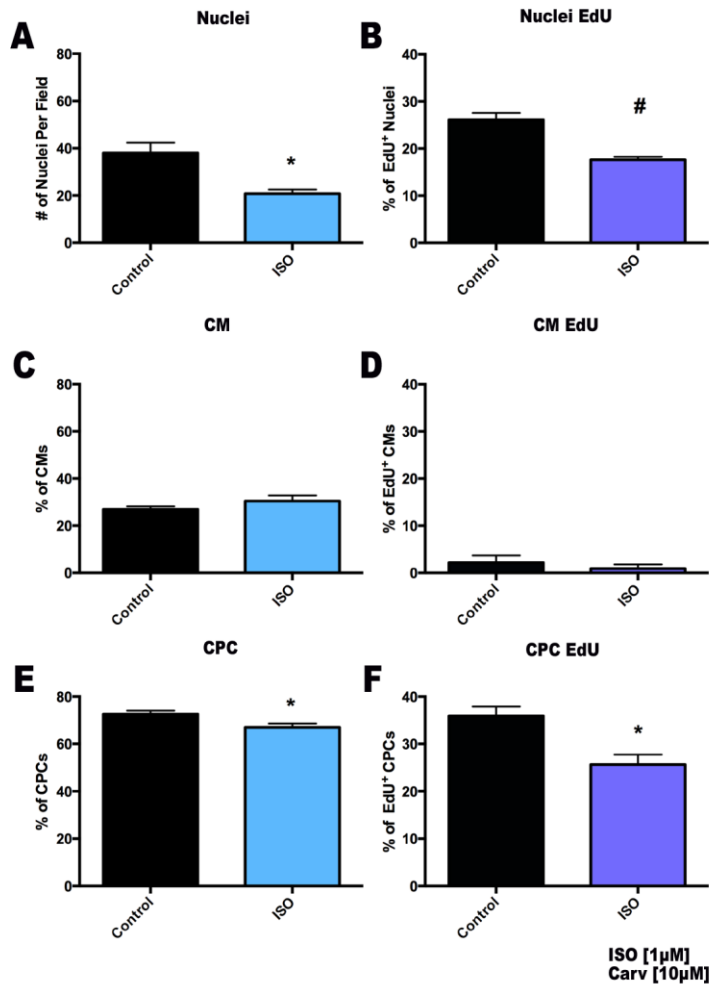 A
Nuclei
# of Nuclei Per Field
80
60
40
20
0
*
Control
ISO
B
Nuclei EdU
% of EdU⁺ Nuclei
40
30
20
10
0
#
Control
ISO
C
CM
% of CMs
80
60
40
20
0
Control
ISO
D
CM EdU
% of EdU⁺ CMs
40
30
20
10
0
Control
ISO
E
CPC
% of CPCs
80
60
40
20
0
*
Control
ISO
F
CPC EdU
% of EdU⁺ CPCs
40
30
20
10
0
*
Control
ISO
ISO [1µM]
Carv [10µM]